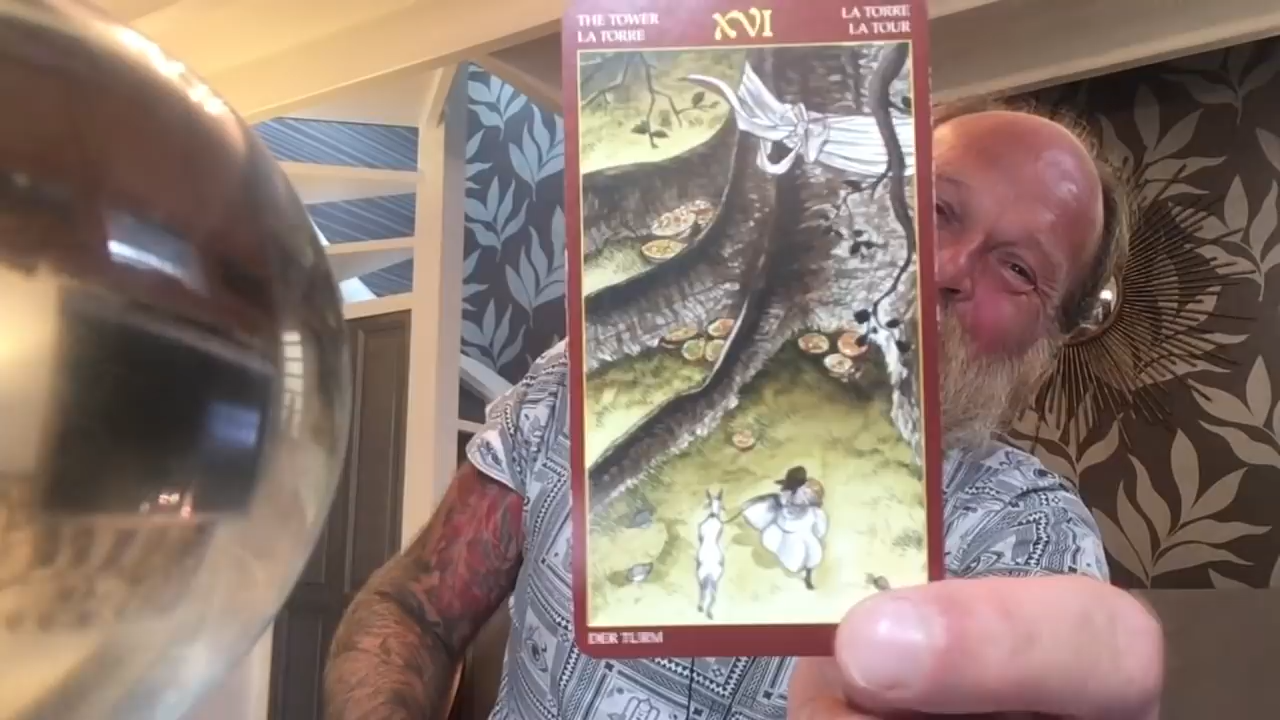 THE TOWER
LA TORRE
XVI
LA TORRE
LA TOUR
DER TURM